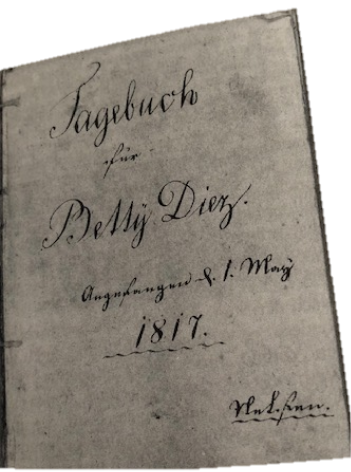 Tagebuch
für
Betty Diez.
Angefangen d. 1. May
1817.